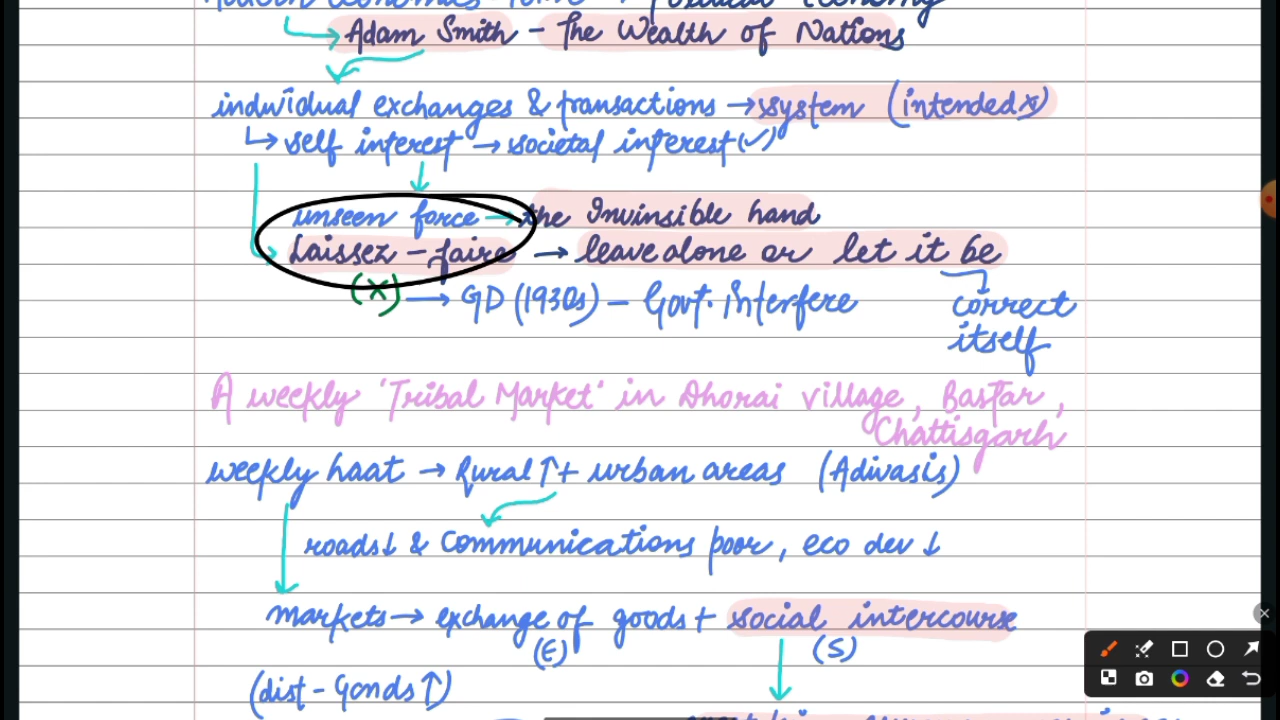 Adam Smith - The Wealth of Nations
individual exchanges & transactions → system (intended x)
↳ self interest → societal interest (✓)
unseen force → the Invinsible hand
Laissez - faire → leave alone or let it be
(X) → GD (1930s) - Govt. interfere
correct
itself
A weekly 'Tribal Market' in Dhorai village, Bastar,
Chattisgarh
weekly haat → Rural ↑ + urban areas (Adivasis)
roads↓ & Communications poor, eco dev ↓
markets → exchange of goods + social intercourse
(E) (S)
(dist - Gonds ↑)